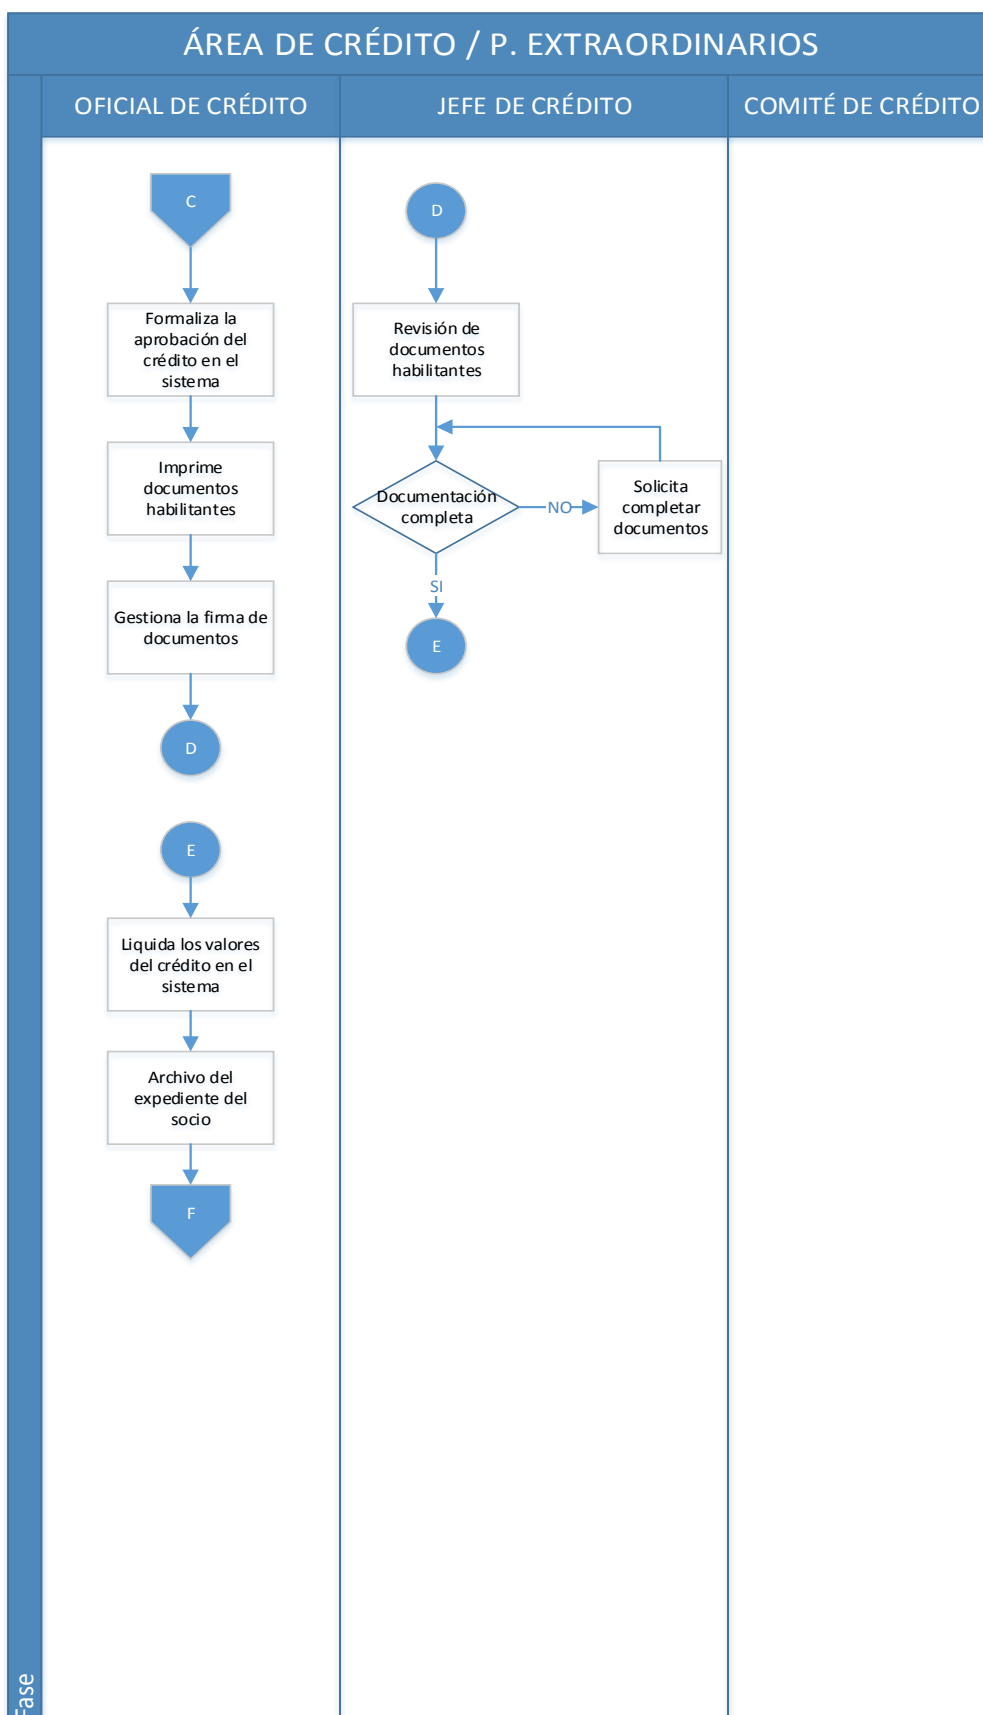 ÁREA DE CRÉDITO / P. EXTRAORDINARIOS
OFICIAL DE CRÉDITO
JEFE DE CRÉDITO
COMITÉ DE CRÉDITO
C
Formaliza la
aprobación del
crédito en el
sistema
Imprime
documentos
habilitantes
Gestiona la firma de
documentos
D
E
Liquida los valores
del crédito en el
sistema
Archivo del
expediente del
socio
F
D
Revisión de
documentos
habilitantes
Documentación
completa
NO
Solicita
completar
documentos
SI
E
Fase